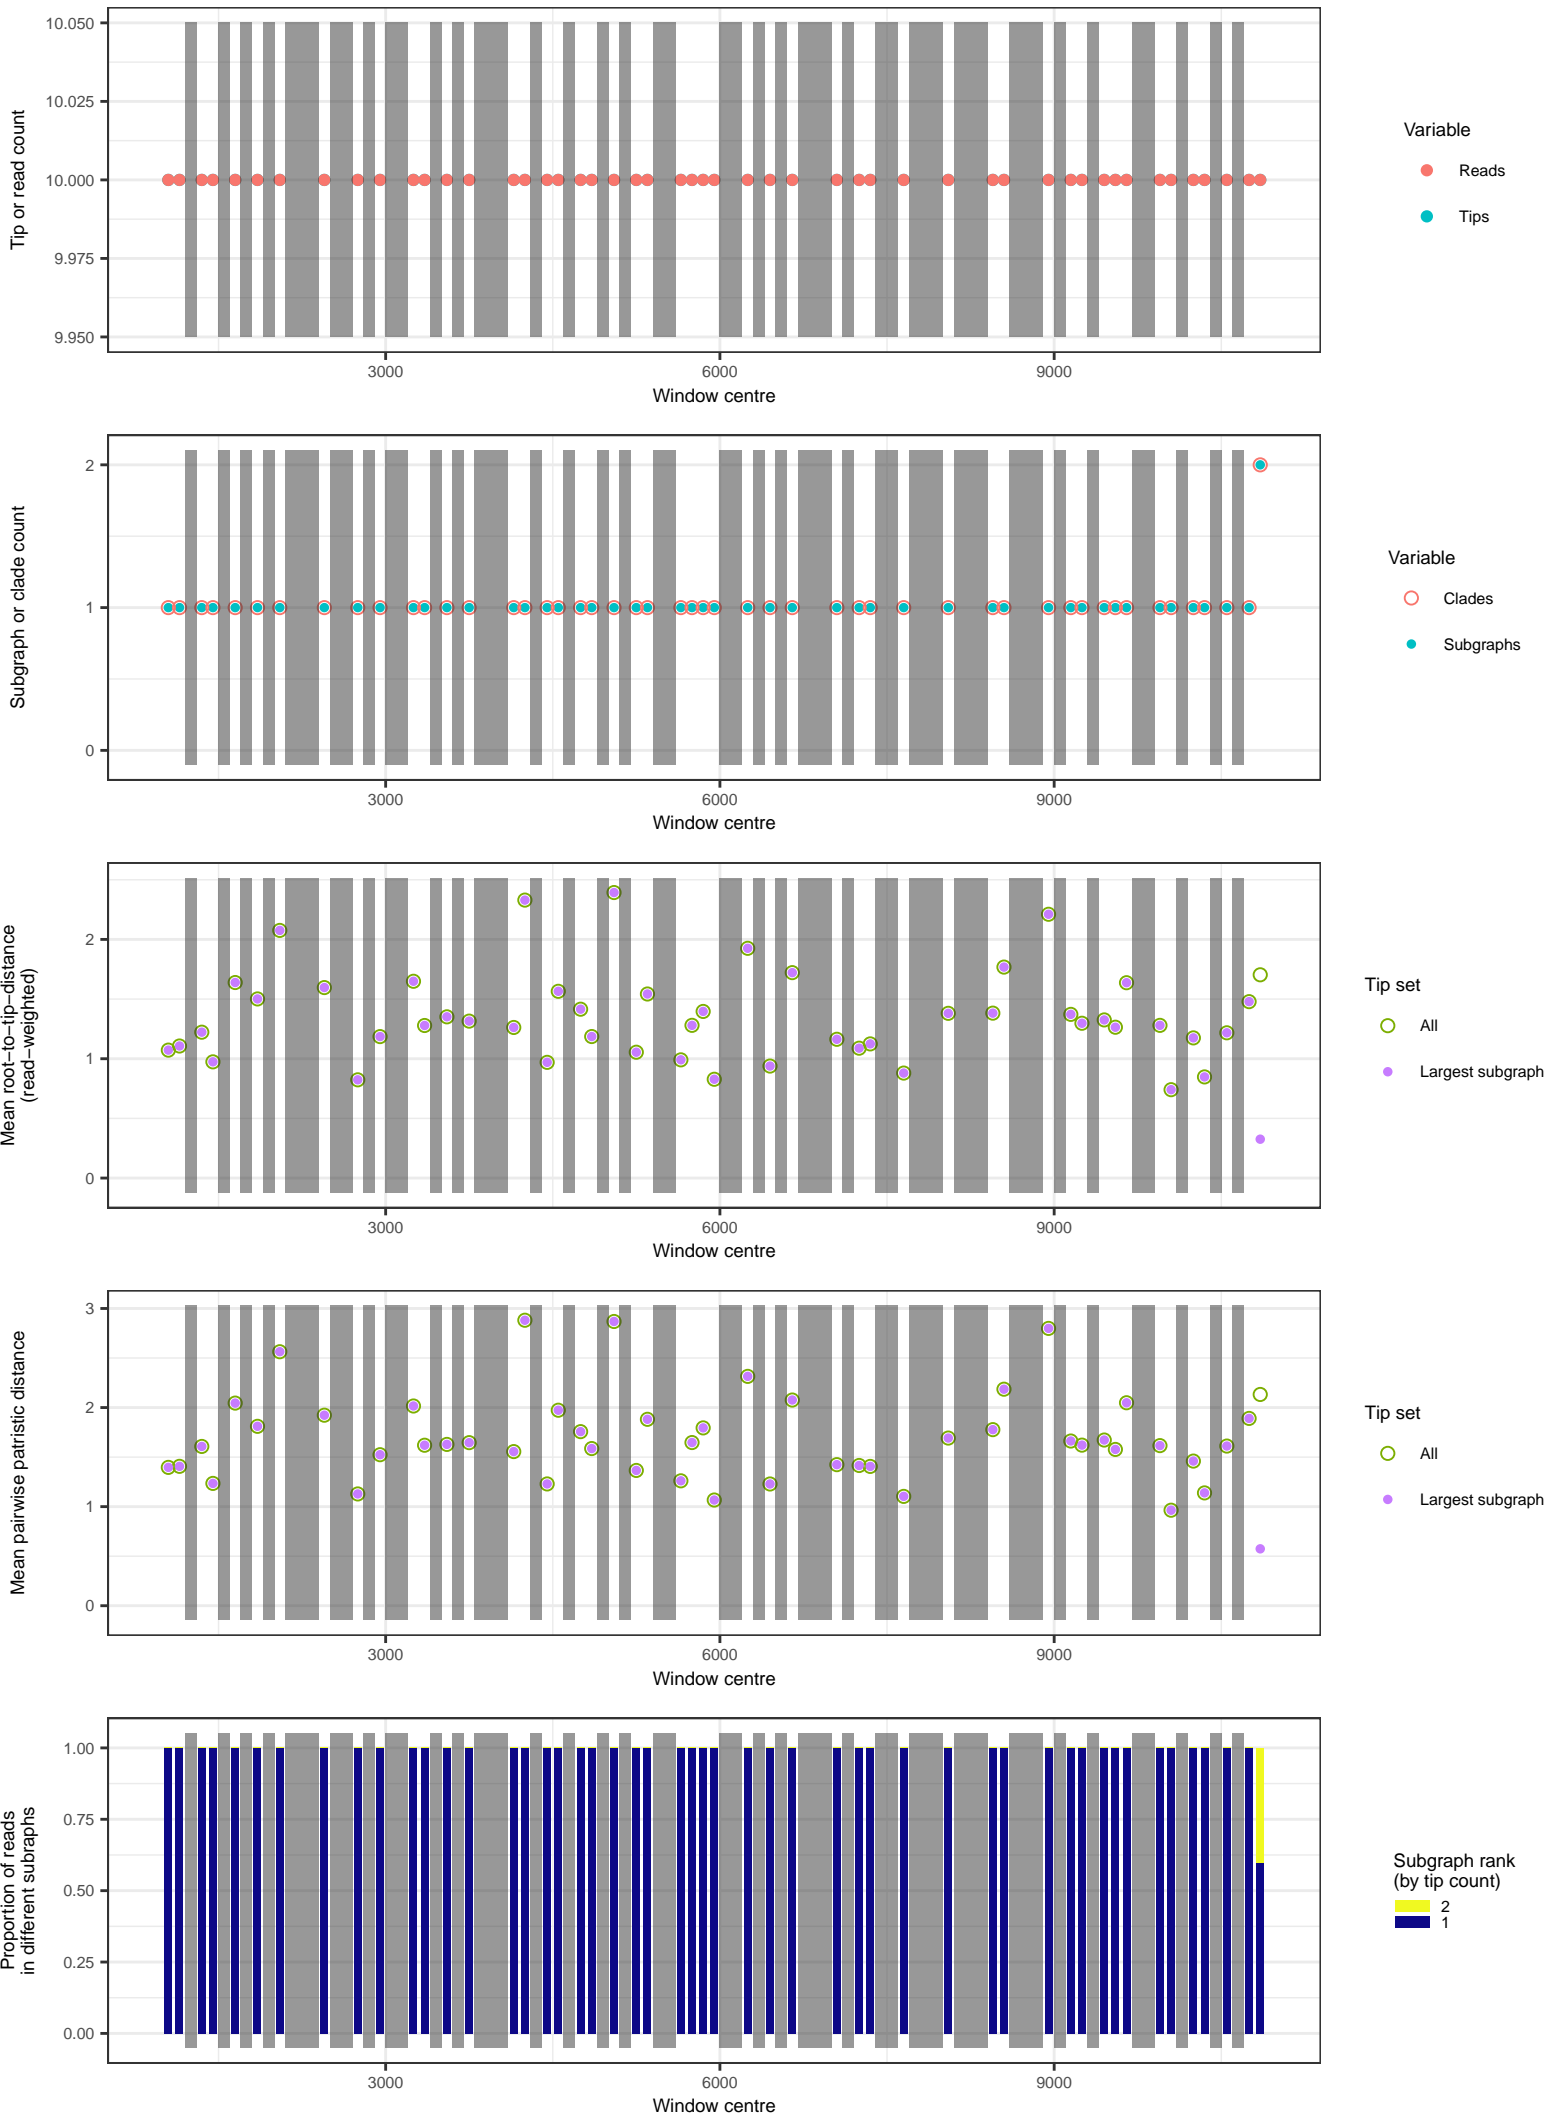 10.050
10.025
10.000
9.975
9.950
Tip or read count
3000
6000
9000
Window centre
Variable
Reads
Tips
2
1
0
Subgraph or clade count
3000
6000
9000
Window centre
Variable
Clades
Subgraphs
2
1
0
Mean root−to−tip−distance
(read−weighted)
3000
6000
9000
Window centre
Tip set
All
Largest subgraph
3
2
1
0
Mean pairwise patristic distance
3000
6000
9000
Window centre
Tip set
All
Largest subgraph
1.00
0.75
0.50
0.25
0.00
Proportion of reads
in different subraphs
3000
6000
9000
Window centre
Subgraph rank
(by tip count)
2
1